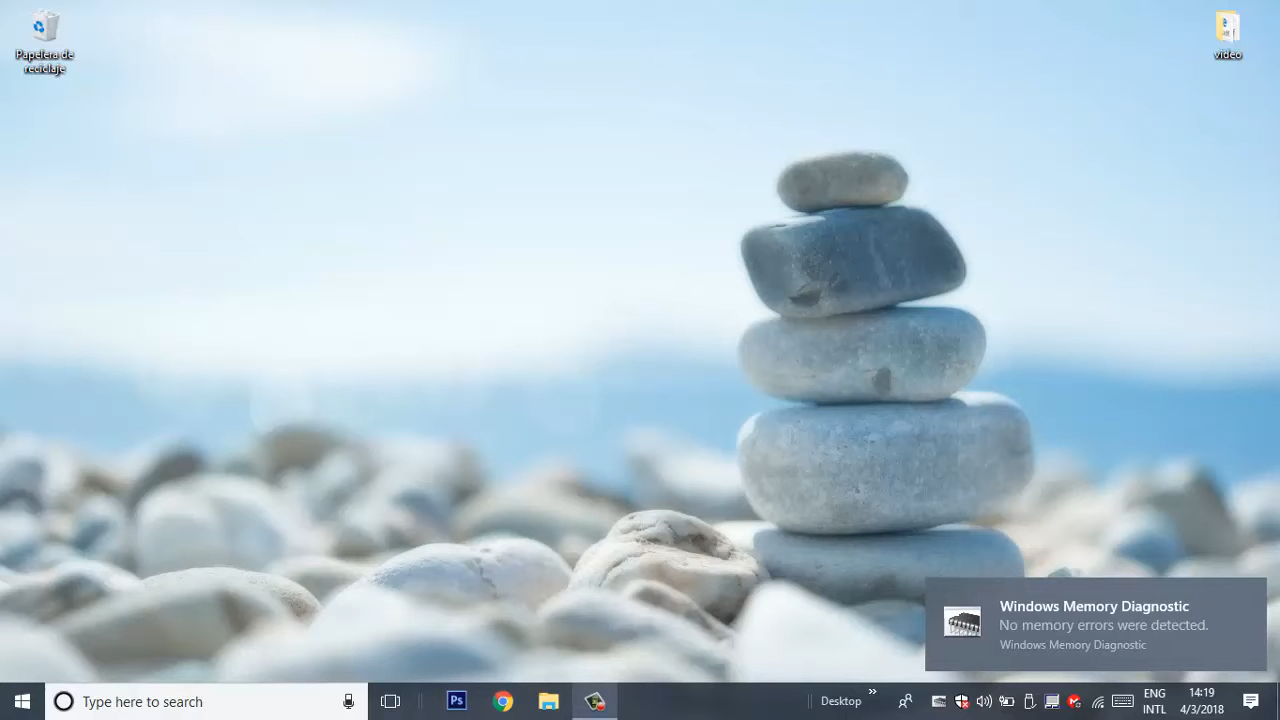 Papelera de
reciclaje
video
Windows Memory Diagnostic
No memory errors were detected.
Windows Memory Diagnostic
Type here to search
Ps
Desktop
ENG
INTL
14:19
4/3/2018